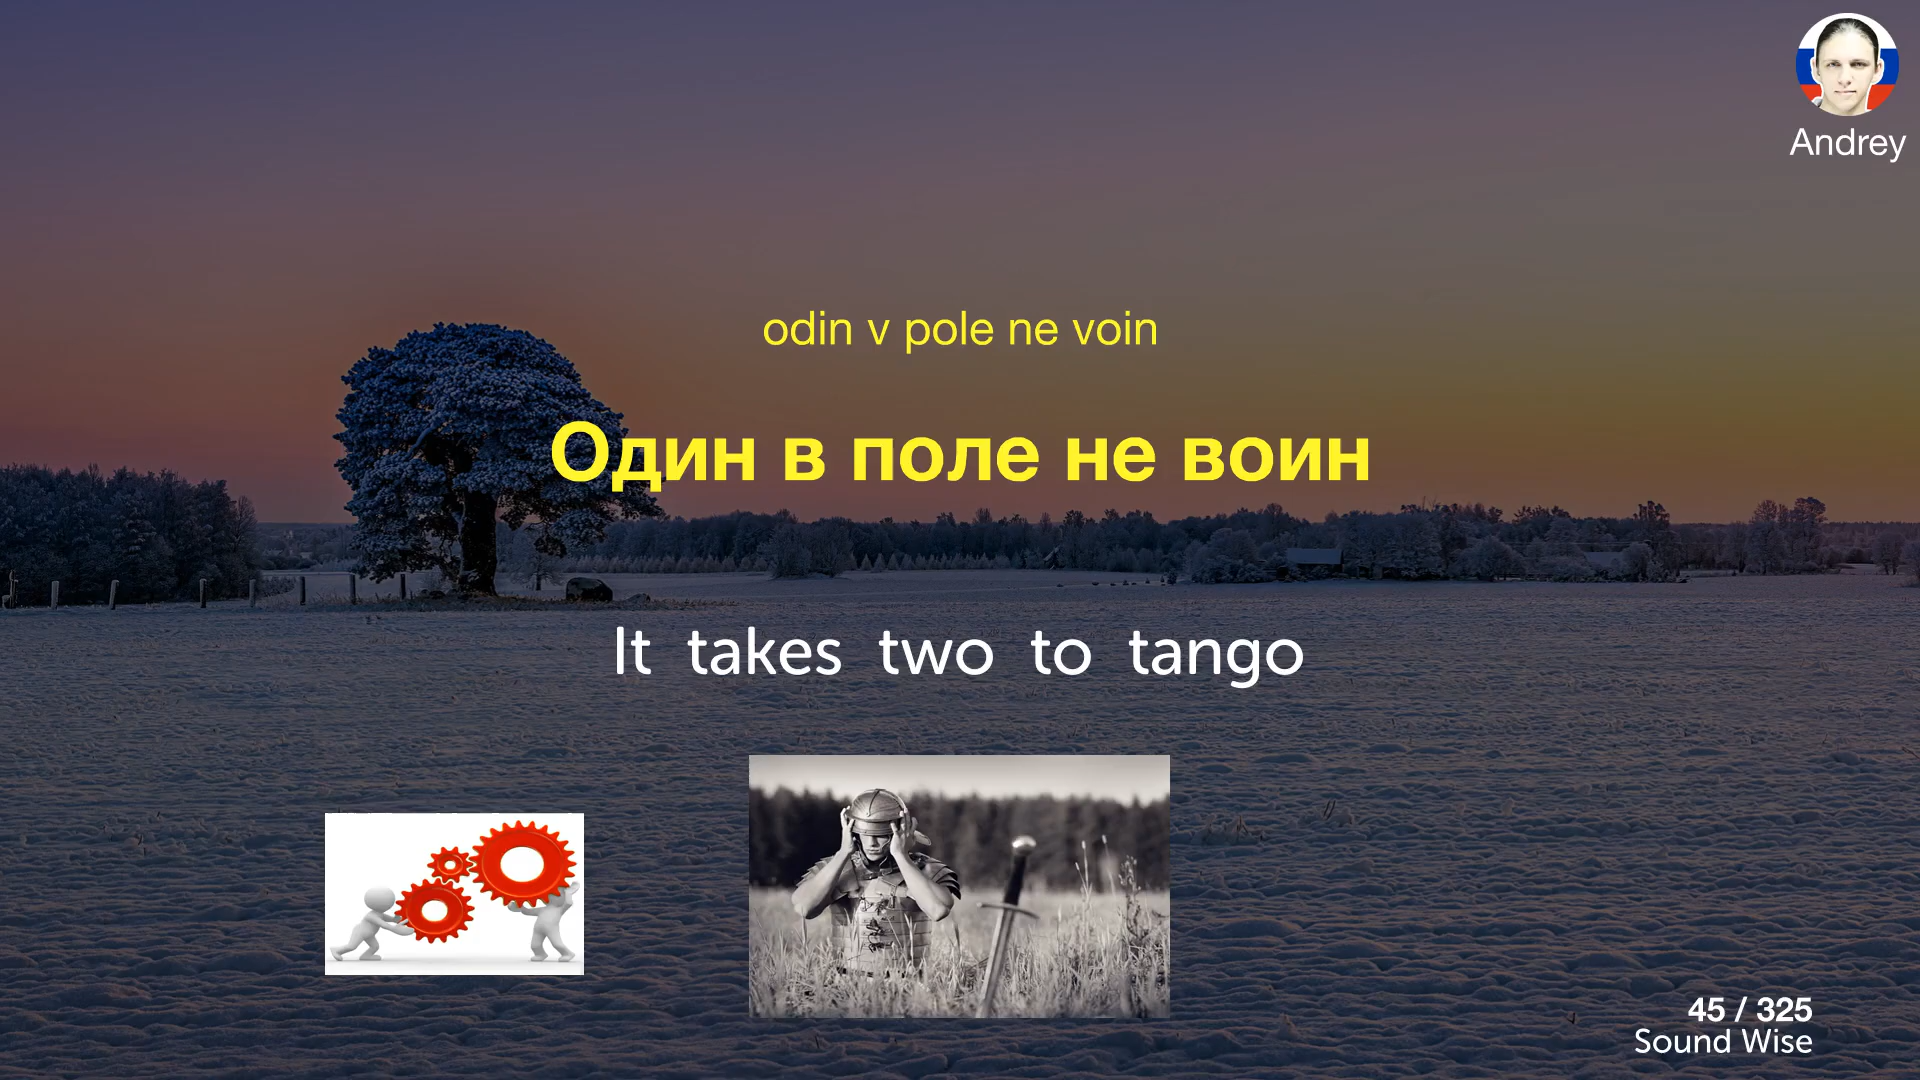 Andrey
odin v pole ne voin
Один в поле не воин
It takes two to tango
45 / 325
Sound Wise